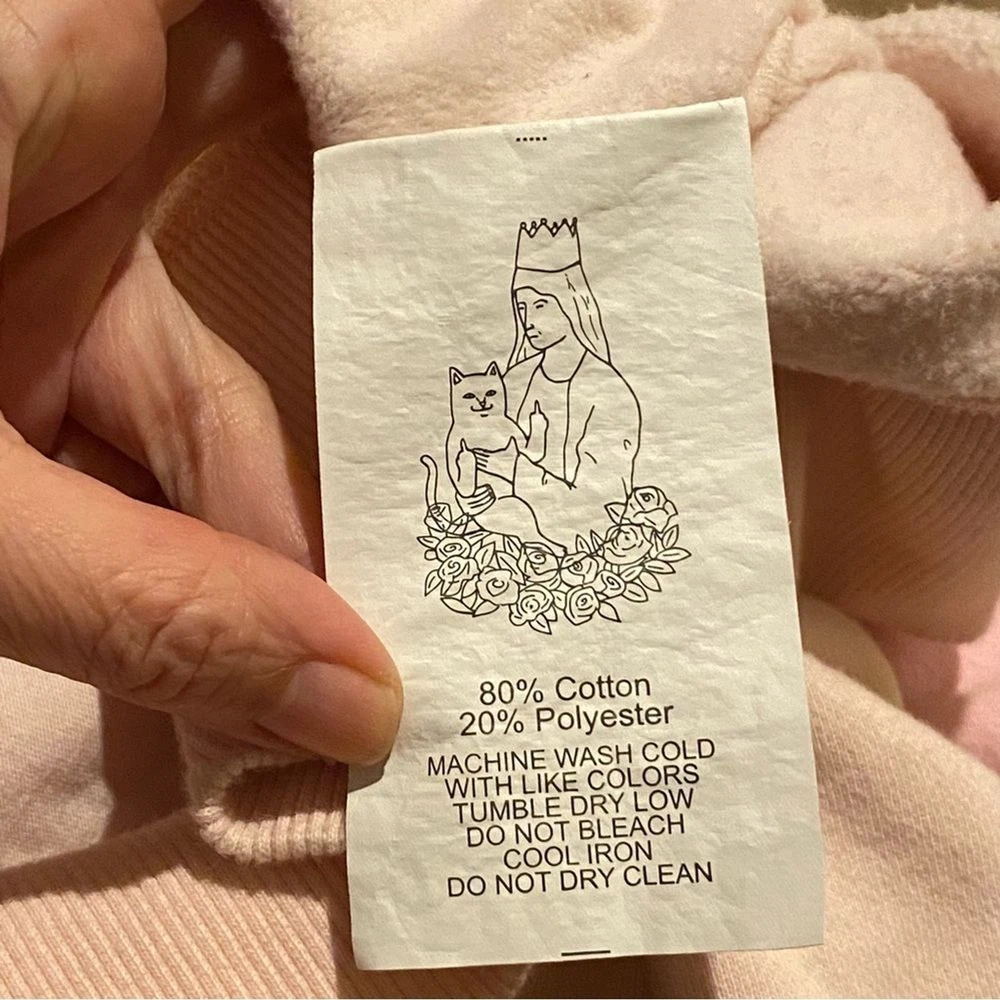 80% Cotton
20% Polyester
MACHINE WASH COLD
WITH LIKE COLORS
TUMBLE DRY LOW
DO NOT BLEACH
COOL IRON
DO NOT DRY CLEAN